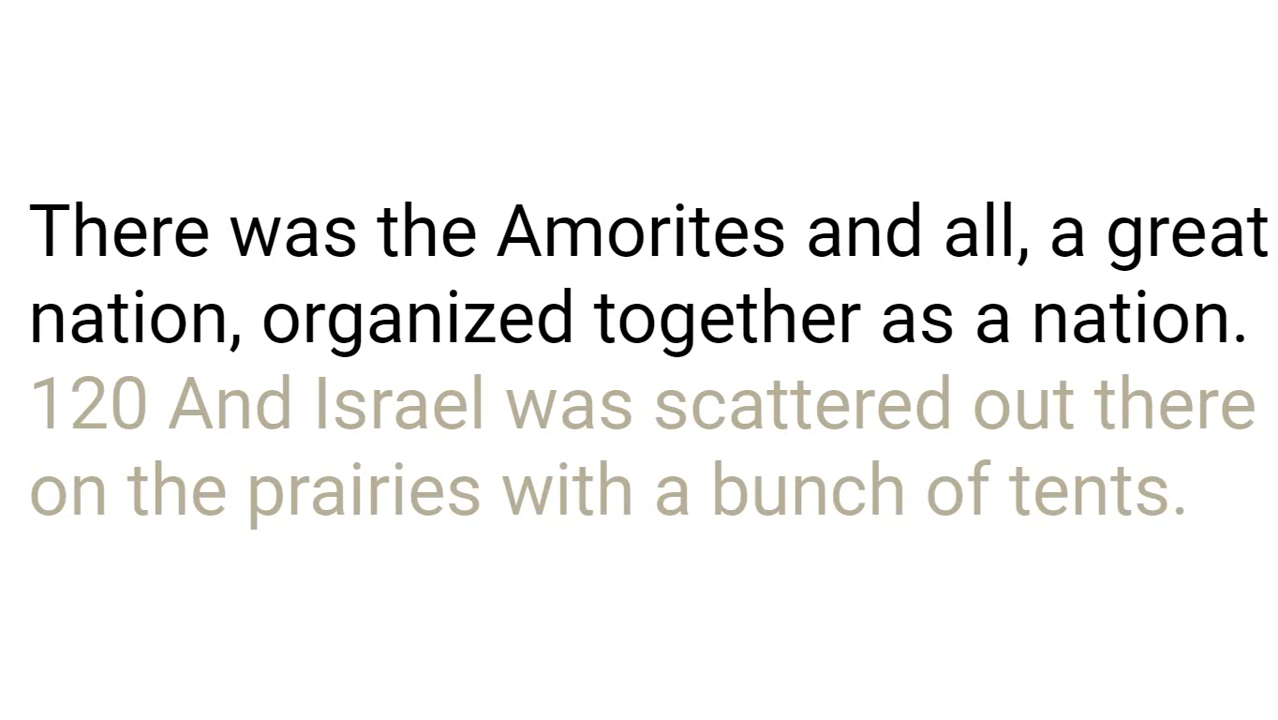 There was the Amorites and all, a great
nation, organized together as a nation.
120 And Israel was scattered out there
on the prairies with a bunch of tents.